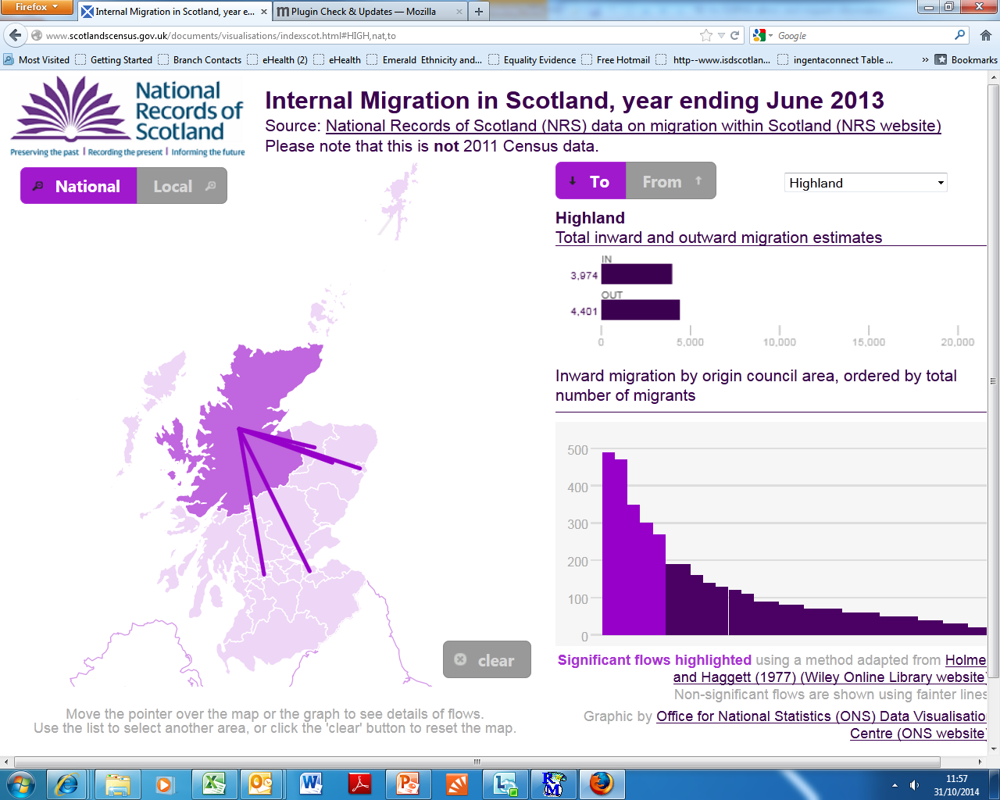 Firefox
Internal Migration in Scotland, year e...
Plugin Check & Updates — Mozilla
www.scotlandscensus.gov.uk/documents/visualisations/indexscot.html#HIGH,nat,to
Google
Most Visited
Getting Started
Branch Contacts
eHealth (2)
eHealth
Emerald Ethnicity and...
Equality Evidence
Free Hotmail
http--www.isdscotlan...
ingentaconnect Table ...
»
Bookmarks
National
Records of
Scotland
Preserving the past | Recording the present | Informing the future
Internal Migration in Scotland, year ending June 2013
Source: National Records of Scotland (NRS) data on migration within Scotland (NRS website)
Please note that this is not 2011 Census data.
National
Local
To
From
Highland
Highland
Total inward and outward migration estimates
IN
3,974
OUT
4,401
0 5,000 10,000 15,000 20,000
Inward migration by origin council area, ordered by total
number of migrants
500
400
300
200
100
0
clear
Significant flows highlighted using a method adapted from Holme
and Haggett (1977) (Wiley Online Library website)
Non-significant flows are shown using fainter lines
Graphic by Office for National Statistics (ONS) Data Visualisatio
Centre (ONS website)
Move the pointer over the map or the graph to see details of flows.
Use the list to select another area, or click the 'clear' button to reset the map.
11:57
31/10/2014